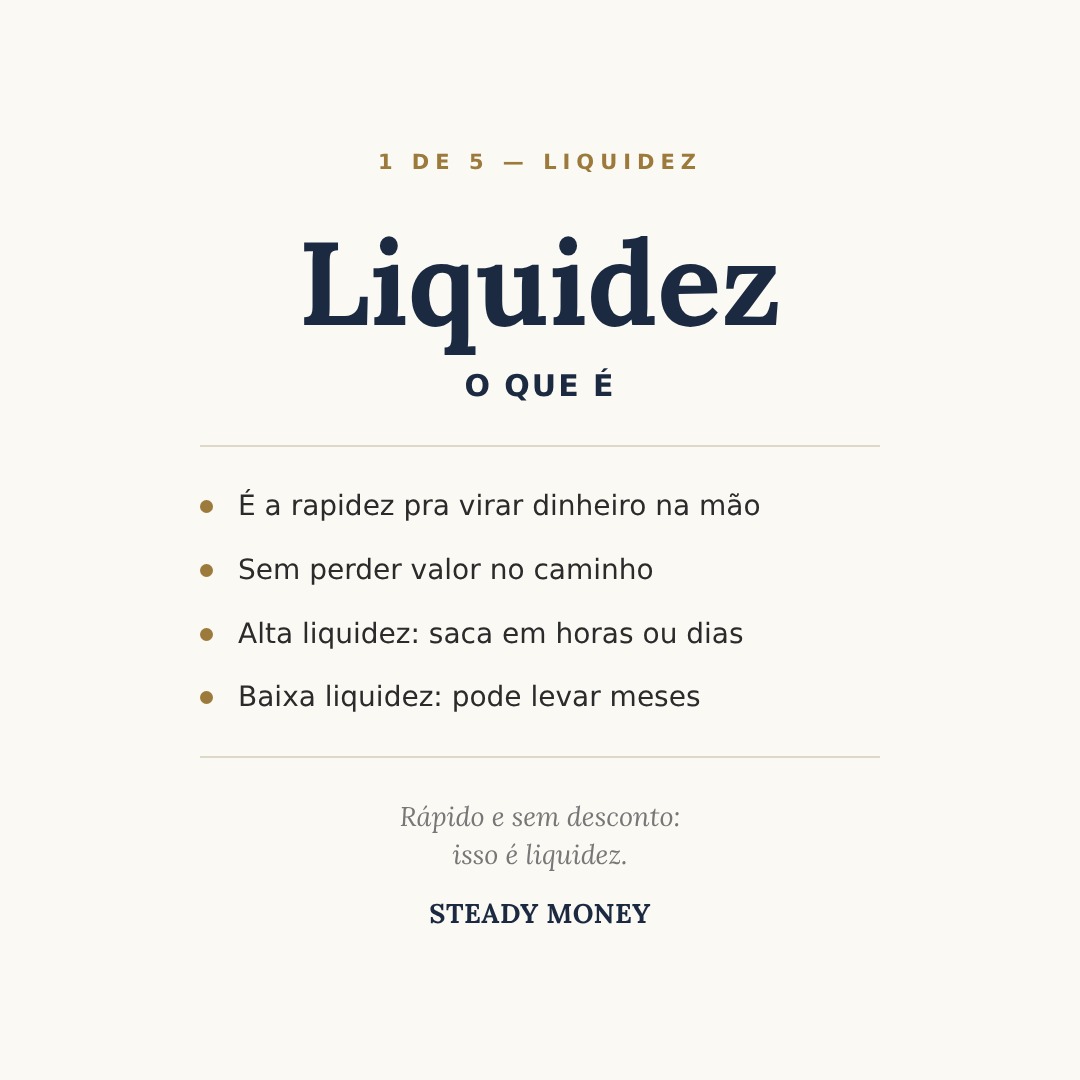 1 DE 5 — LIQUIDEZ
Liquidez
O QUE É
É a rapidez pra virar dinheiro na mão
Sem perder valor no caminho
Alta liquidez: saca em horas ou dias
Baixa liquidez: pode levar meses
Rápido e sem desconto:
isso é liquidez.
STEADY MONEY